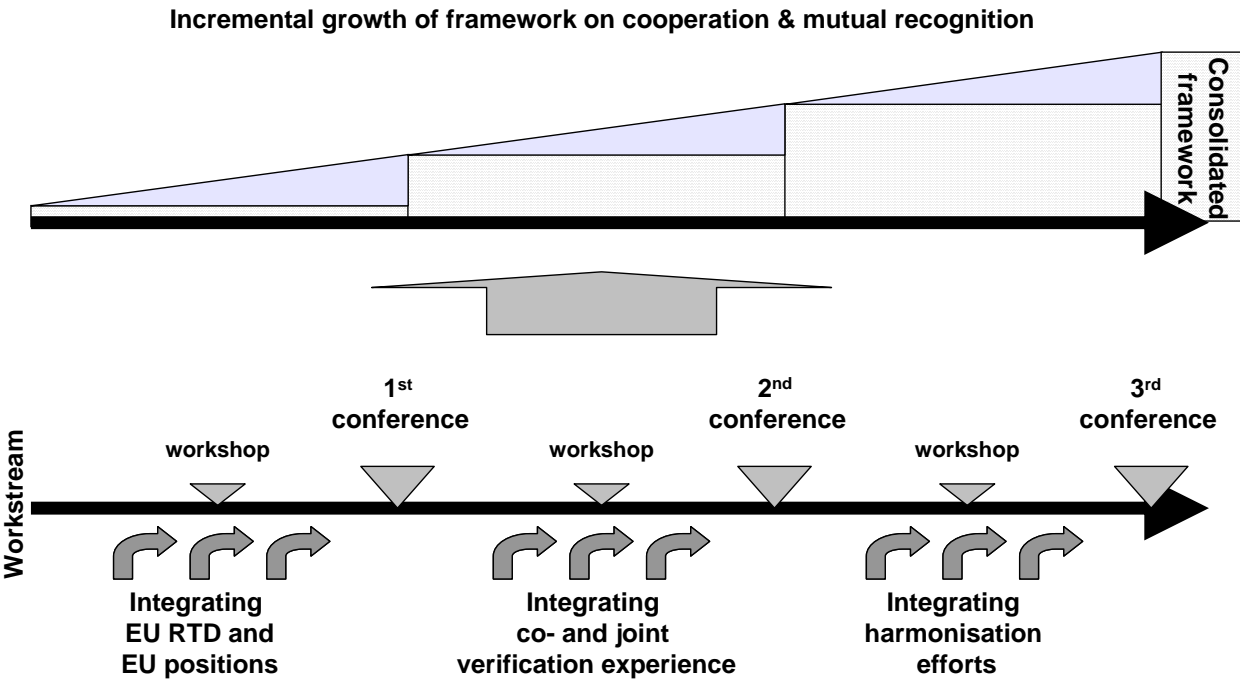 Incremental growth of framework on cooperation & mutual recognition
Consolidated
framework
1st
conference
2nd
conference
3rd
conference
workshop
workshop
workshop
Workstream
Integrating
EU RTD and
EU positions
Integrating
co- and joint
verification experience
Integrating
harmonisation
efforts